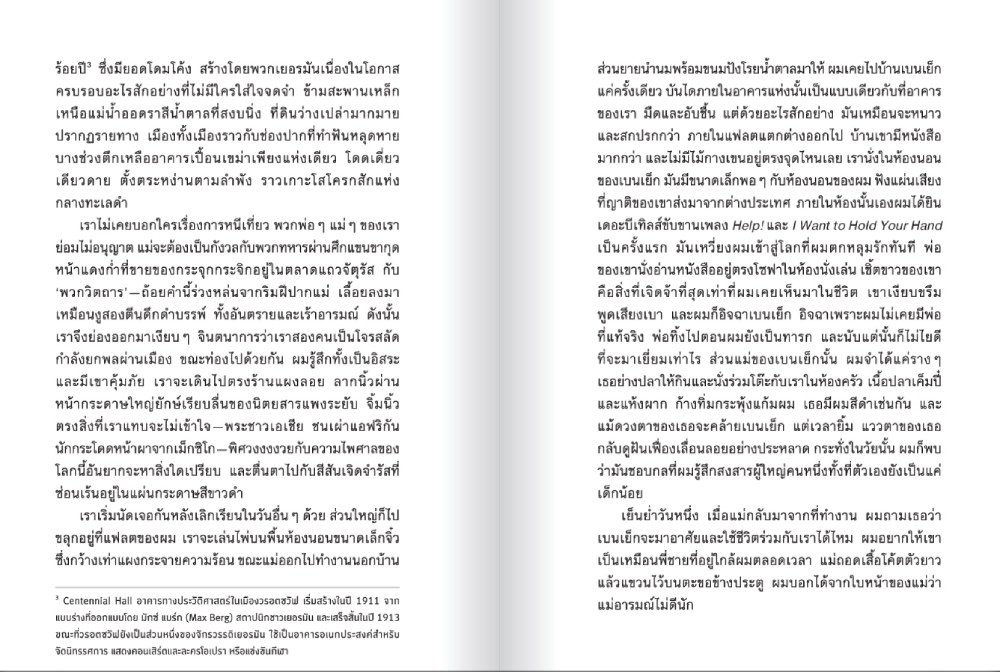 ร้อยปี³ ซึ่งมียอดโดมโค้ง สร้างโดยพวกเยอรมันเนื่องในโอกาส
ครบรอบอะไรสักอย่างที่ไม่มีใครใส่ใจจดจำ ข้ามสะพานเหล็ก
เหนือแม่น้ำออดราสีน้ำตาลที่สงบนิ่ง ที่ดินว่างเปล่ามากมาย
ปรากฏรายทาง เมืองทั้งเมืองราวกับช่องปากที่ทำฟันหลุดหาย
บางช่วงตึกเหลืออาคารเปื้อนเขม่าเพียงแห่งเดียว โดดเดี่ยว
เดียวดาย ตั้งตระหง่านตามลำพัง ราวเกาะโสโครกสักแห่ง
กลางทะเลดำ
เราไม่เคยบอกใครเรื่องการหนีเที่ยว พวกพ่อ ๆ แม่ ๆ ของเรา
ย่อมไม่อนุญาต แม่จะต้องเป็นกังวลกับพวกทหารผ่านศึกแขนขากุด
หน้าแดงก่ำที่ขายของกระจุกกระจิกอยู่ในตลาดแถวจัตุรัส กับ
‘พวกวิตถาร’—ถ้อยคำนี้ร่วงหล่นจากริมฝีปากแม่ เลื้อยลงมา
เหมือนงูสองตีนดึกดำบรรพ์ ทั้งอันตรายและเร้าอารมณ์ ดังนั้น
เราจึงย่องออกมาเงียบ ๆ จินตนาการว่าเราสองคนเป็นโจรสลัด
กำลังยกพลผ่านเมือง ขณะท่องไปด้วยกัน ผมรู้สึกทั้งเป็นอิสระ
และมีเขาคุ้มภัย เราจะเดินไปตรงร้านแผงลอย ลากนิ้วผ่าน
หน้ากระดาษใหญ่ยักษ์เรียบลื่นของนิตยสารแพงระยับ จิ้มนิ้ว
ตรงสิ่งที่เราแทบจะไม่เข้าใจ—พระชาวเอเชีย ชนเผ่าแอฟริกัน
นักกระโดดหน้าผาจากเม็กซิโก—พิศวงงงงวยกับความไพศาลของ
โลกนี้อันยากจะหาสิ่งใดเปรียบ และตื่นตาไปกับสีสันเจิดจำรัสที่
ซ่อนเร้นอยู่ในแผ่นกระดาษสีขาวดำ
เราเริ่มนัดเจอกันหลังเลิกเรียนในวันอื่น ๆ ด้วย ส่วนใหญ่ก็ไป
ขลุกอยู่ที่แฟลตของผม เราจะเล่นไพ่บนพื้นห้องนอนขนาดเล็กจิ๋ว
ซึ่งกว้างเท่าแผงกระจายความร้อน ขณะแม่ออกไปทำงานนอกบ้าน
³ Centennial Hall อาคารทางประวัติศาสตร์ในเมืองวรอตซวัฟ เริ่มสร้างในปี 1911 จาก
แบบร่างที่ออกแบบโดย มักซ์ แบร์ก (Max Berg) สถาปนิกชาวเยอรมัน และเสร็จสิ้นในปี 1913
ขณะที่วรอตซวัฟยังเป็นส่วนหนึ่งของจักรวรรดิเยอรมัน ใช้เป็นอาคารอเนกประสงค์สำหรับ
จัดนิทรรศการ แสดงคอนเสิร์ตและละครโอเปรา หรือแข่งขันกีฬา
ส่วนยายนำนมพร้อมขนมปังโรยน้ำตาลมาให้ ผมเคยไปบ้านเบนเย็ก
แค่ครั้งเดียว บันไดภายในอาคารแห่งนั้นเป็นแบบเดียวกับที่อาคาร
ของเรา มืดและอับชื้น แต่ด้วยอะไรสักอย่าง มันเหมือนจะหนาว
และสกปรกกว่า ภายในแฟลตแตกต่างออกไป บ้านเขามีหนังสือ
มากกว่า และไม่มีไม้กางเขนอยู่ตรงจุดไหนเลย เรานั่งในห้องนอน
ของเบนเย็ก มันมีขนาดเล็กพอ ๆ กับห้องนอนของผม ฟังแผ่นเสียง
ที่ญาติของเขาส่งมาจากต่างประเทศ ภายในห้องนั้นเองผมได้ยิน
เดอะบีเทิลส์ขับขานเพลง Help! และ I Want to Hold Your Hand
เป็นครั้งแรก มันเหวี่ยงผมเข้าสู่โลกที่ผมตกหลุมรักทันที พ่อ
ของเขานั่งอ่านหนังสืออยู่ตรงโซฟาในห้องนั่งเล่น เชิ้ตขาวของเขา
คือสิ่งที่เจิดจ้าที่สุดเท่าที่ผมเคยเห็นมาในชีวิต เขาเงียบขรึม
พูดเสียงเบา และผมก็อิจฉาเบนเย็ก อิจฉาเพราะผมไม่เคยมีพ่อ
ที่แท้จริง พ่อทิ้งไปตอนผมยังเป็นทารก และนับแต่นั้นก็ไม่ไยดี
ที่จะมาเยี่ยมเท่าไร ส่วนแม่ของเบนเย็กนั้น ผมจำได้แค่ราง ๆ
เธอย่างปลาให้กินและนั่งร่วมโต๊ะกับเราในห้องครัว เนื้อปลาเค็มปี๋
และแห้งผาก ก้างทิ่มกระพุ้งแก้มผม เธอมีผมสีดำเช่นกัน และ
แม้ดวงตาของเธอจะคล้ายเบนเย็ก แต่เวลายิ้ม แววตาของเธอ
กลับดูฝันเฟื่องเลื่อนลอยอย่างประหลาด กระทั่งในวัยนั้น ผมก็พบ
ว่ามันชอบกลที่ผมรู้สึกสงสารผู้ใหญ่คนหนึ่งทั้งที่ตัวเองยังเป็นแค่
เด็กน้อย
เย็นย่ำวันหนึ่ง เมื่อแม่กลับมาจากที่ทำงาน ผมถามเธอว่า
เบนเย็กจะมาอาศัยและใช้ชีวิตร่วมกับเราได้ไหม ผมอยากให้เขา
เป็นเหมือนพี่ชายที่อยู่ใกล้ผมตลอดเวลา แม่ถอดเสื้อโค้ตตัวยาว
แล้วแขวนไว้บนตะขอข้างประตู ผมบอกได้จากใบหน้าของแม่ว่า
แม่อารมณ์ไม่ดีนัก